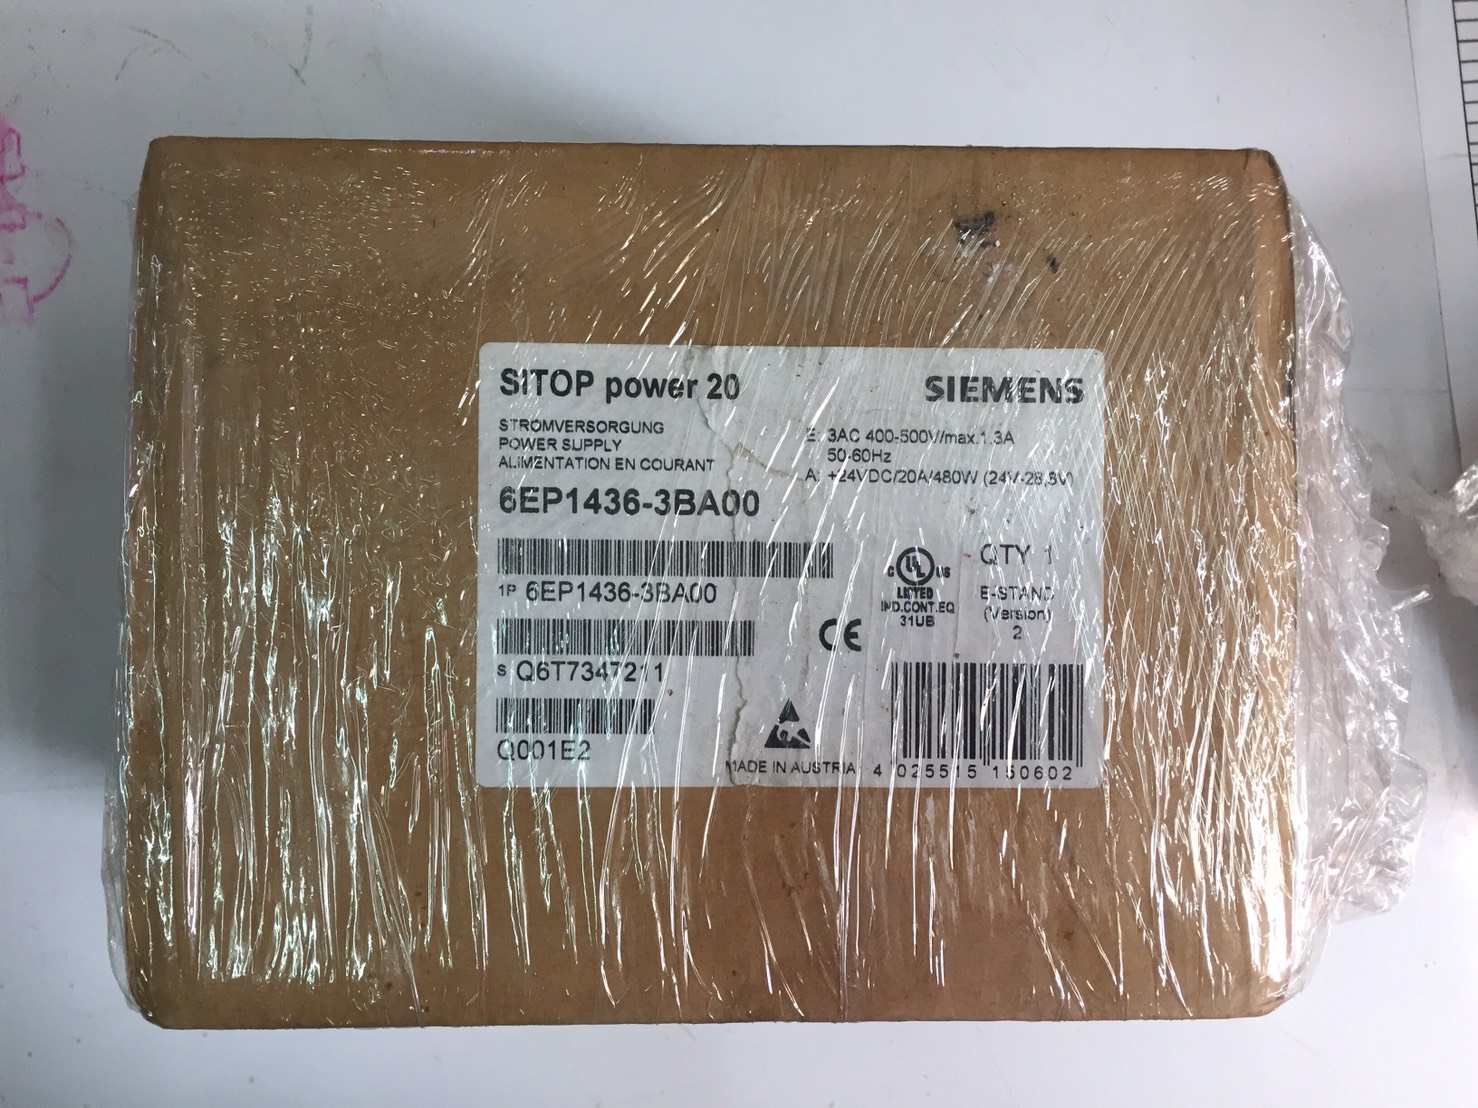 SITOP power 20
SIEMENS
STROMVERSORGUNG
POWER SUPPLY
ALIMENTATION EN COURANT
E: 3AC 400-500V/max.1.3A
50-60Hz
A: +24VDC/20A/480W (24V-28,8V)
6EP1436-3BA00
1P 6EP1436-3BA00
S Q6T7347211
Q001E2
C UL US
LISTED
IND.CONT.EQ
31UB
QTY 1
E-STAND
(Version)
2
CE
MADE IN AUSTRIA
4 025515 150602